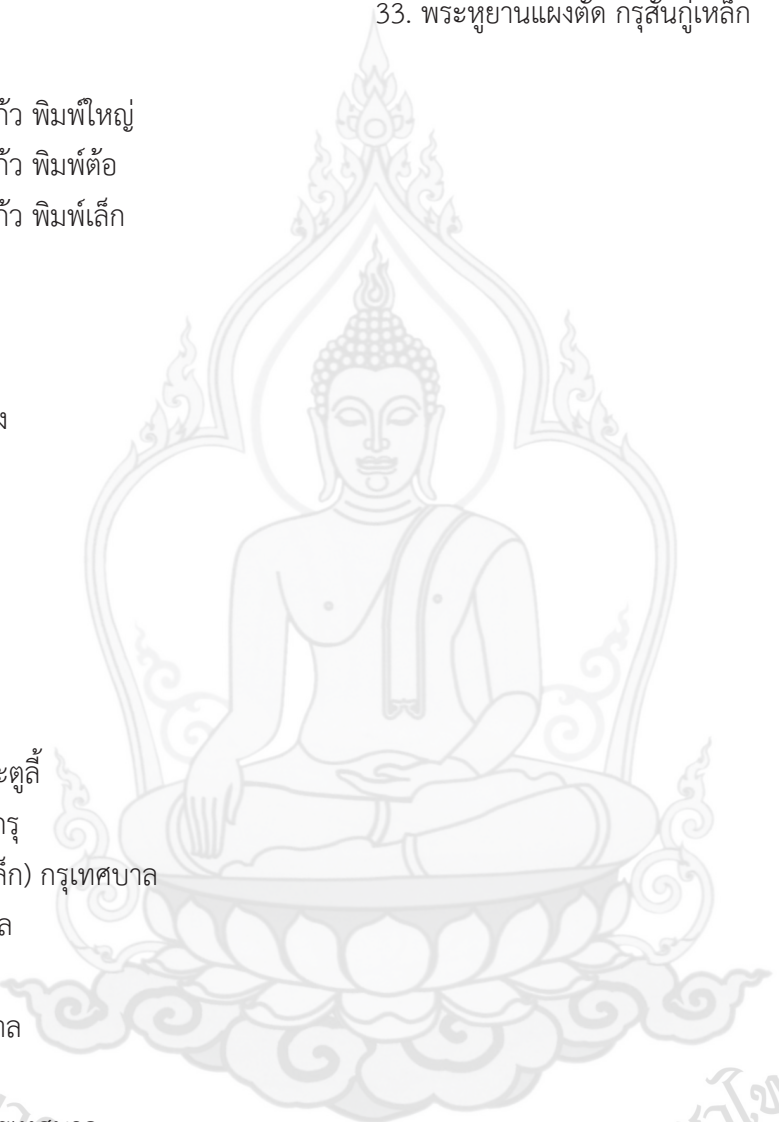 33. พระหูยานแผงตัด กรุสันกู่เหล็ก
ก้ว พิมพ์ใหญ่
ก้ว พิมพ์ต้อ
ก้ว พิมพ์เล็ก
ง
ะตูลี้
กรุ
ล็ก) กรุเทศบาล
ล
าล